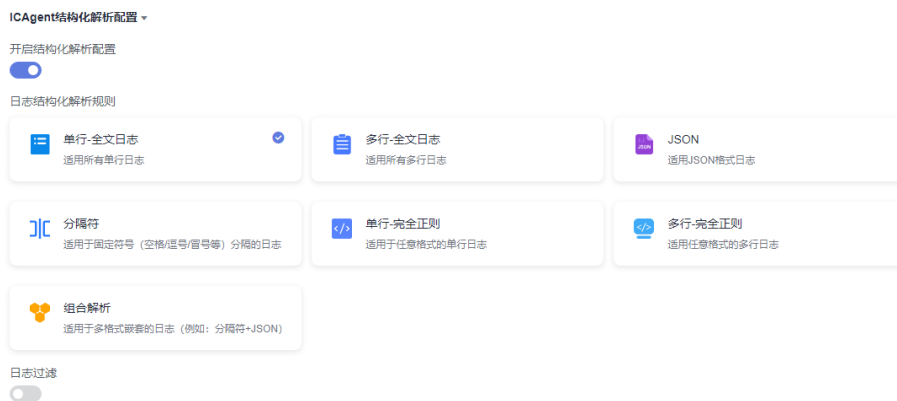 ICAgent结构化解析配置
开启结构化解析配置
日志结构化解析规则
单行-全文日志
适用所有单行日志
多行-全文日志
适用所有多行日志
JSON
JSON
适用JSON格式日志
分隔符
适用于固定符号（空格/逗号/冒号等）分隔的日志
单行-完全正则
适用于任意格式的单行日志
多行-完全正则
适用任意格式的多行日志
组合解析
适用于多格式嵌套的日志（例如：分隔符+JSON）
日志过滤